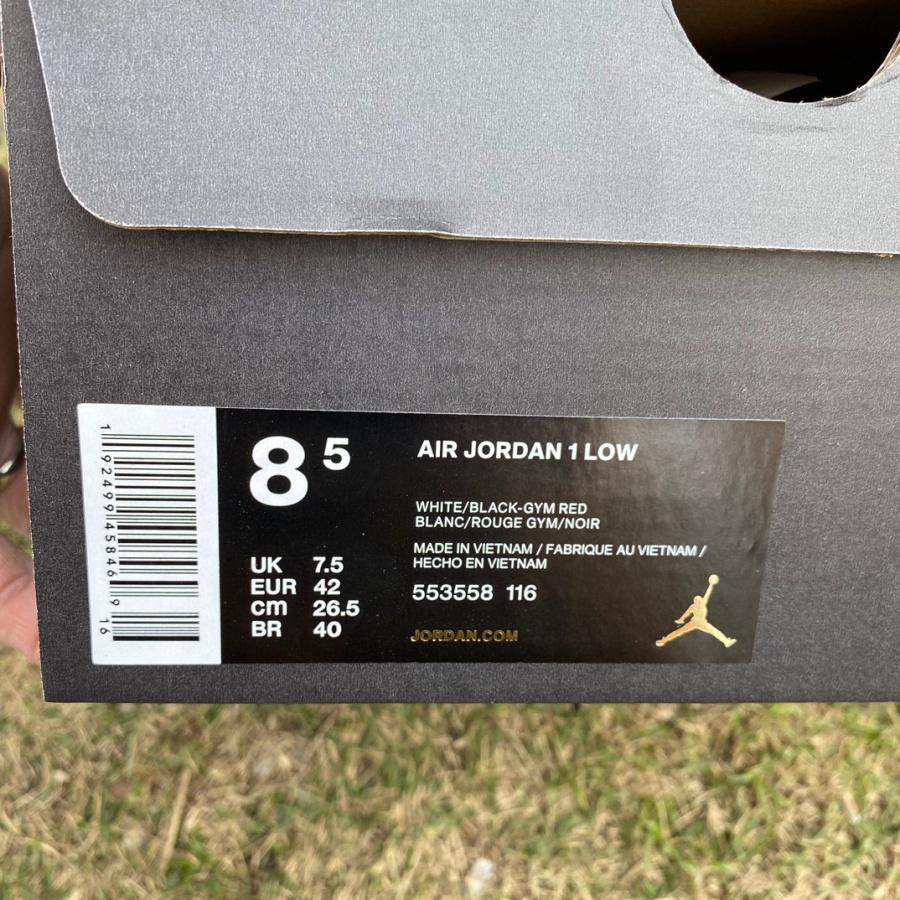 1 92499 45846 9 16
8 5
UK 7.5
EUR 42
cm 26.5
BR 40
AIR JORDAN 1 LOW
WHITE/BLACK-GYM RED
BLANC/ROUGE GYM/NOIR
MADE IN VIETNAM / FABRIQUE AU VIETNAM /
HECHO EN VIETNAM
553558 116
JORDAN.COM